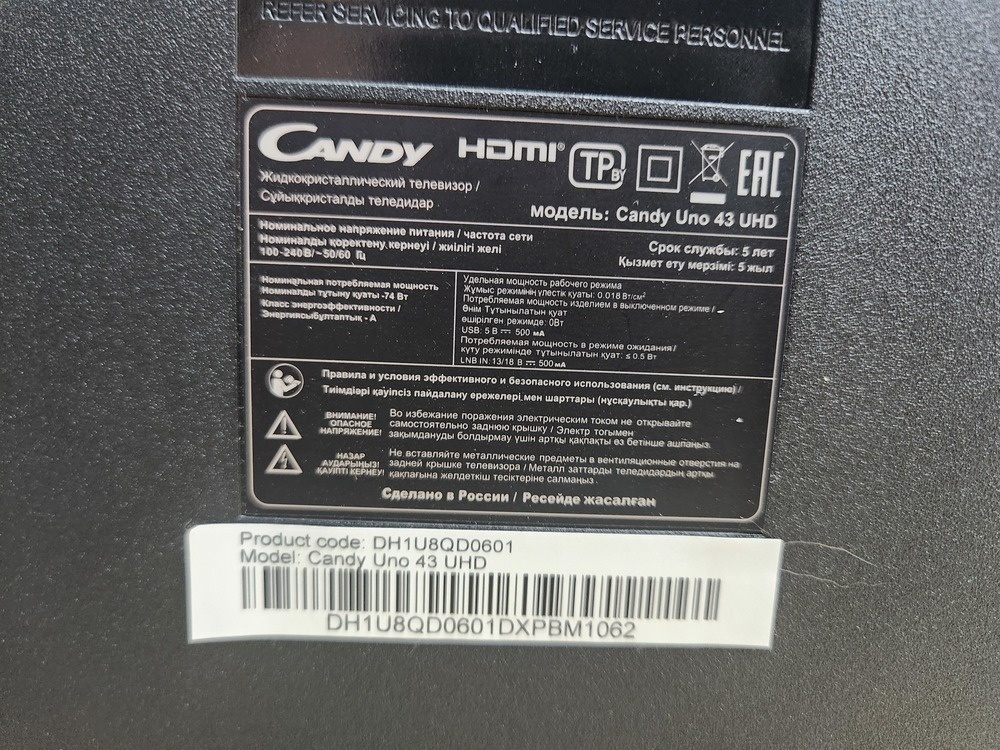 REFER SERVICING TO QUALIFIED SERVICE PERSONNEL
CANDY HDMI® TP BY EAC
Жидкокристаллический телевизор /
Сұйыққристалды теледидар
модель: Candy Uno 43 UHD
Номинальное напряжение питания / частота сети
Номиналды қоректену.кернеуі / жиілігі желі
100-240В/~50/60 Гц
Срок службы: 5 лет
Қызмет ету мерзімі: 5 жыл
Номинальная потребляемая мощность
Номиналды тұтыну қуаты -74 Вт
Класс энергоэффективности /
Энергиясыбұлтаптық - А
Удельная мощность рабочего режима
Жұмыс режимінің үлестік қуаты: 0.018 Вт/см²
Потребляемая мощность изделием в выключенном режиме /
Өнім Тұтынылатын қуат
өшірілген режимде: 0Вт
USB: 5 В ⎓ 500 мА
Потребляемая мощность в режиме ожидания/
күту режимінде тұтынылатын қуат: ≤ 0.5 Вт
LNB IN: 13/18 В ⎓ 500мА
Правила и условия эффективного и безопасного использования (см. инструкцию) /
Тиімдіері қауіпсіз пайдалану ережелері.мен шарттары (нұсқаулықты қар.)
ВНИМАНИЕ!
ОПАСНОЕ
НАПРЯЖЕНИЕ!
Во избежание поражения электрическим током не открывайте
самостоятельно заднюю крышку / Электр тогымен
зақымдануды болдырмау үшін артқы қақпақты ез бетінше ашпаңыз.
НАЗАР
АУДАРЫҢЫЗ!
ҚАУІПТІ КЕРНЕУ!
Не вставляйте металлические предметы в вентиляционные отверстия на
задней крышке телевизора / Металл заттарды теледидардың артқы
қақпағына желдеткіш тесіктеріне салмаңыз.
Сделано в России / Ресейде жасалған
Product code: DH1U8QD0601
Model: Candy Uno 43 UHD
DH1U8QD0601DXPBM1062